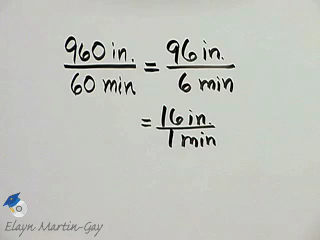 960 in. / 60 min = 96 in. / 6 min
= 16 in. / 1 min
Elayn Martin-Gay